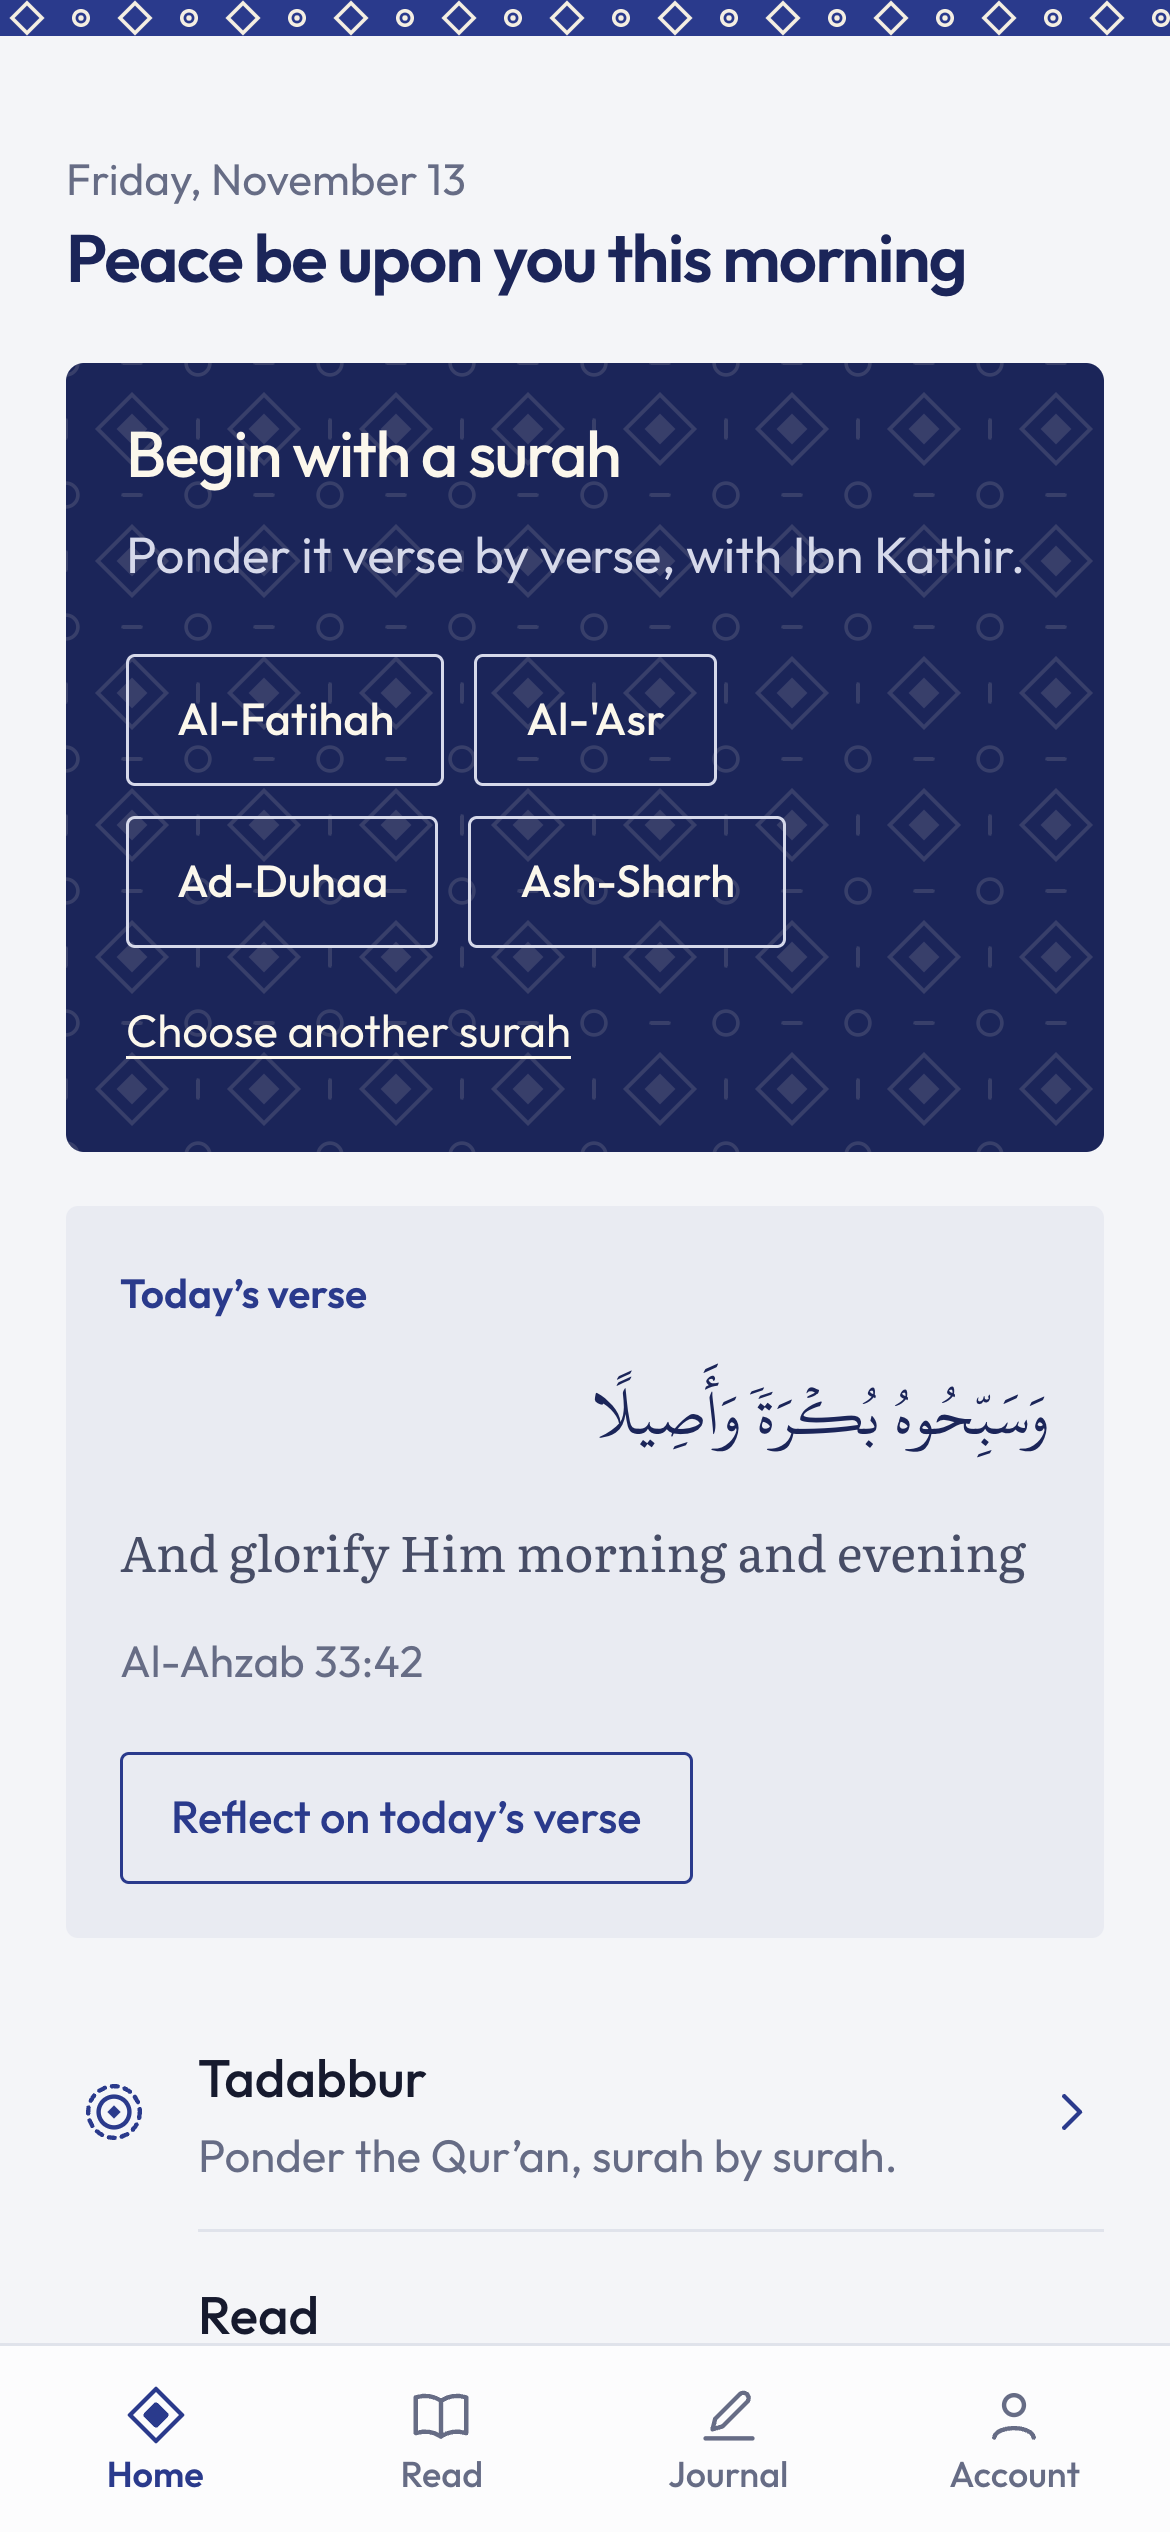 Friday, November 13
Peace be upon you this morning
Begin with a surah
Ponder it verse by verse, with Ibn Kathir.
Al-Fatihah
Al-'Asr
Ad-Duhaa
Ash-Sharh
Choose another surah
Today’s verse
وَسَبِّحُوهُ بُكْرَةً وَأَصِيلًا
And glorify Him morning and evening
Al-Ahzab 33:42
Reflect on today’s verse
Tadabbur
Ponder the Qur’an, surah by surah.
Read
Home
Read
Journal
Account